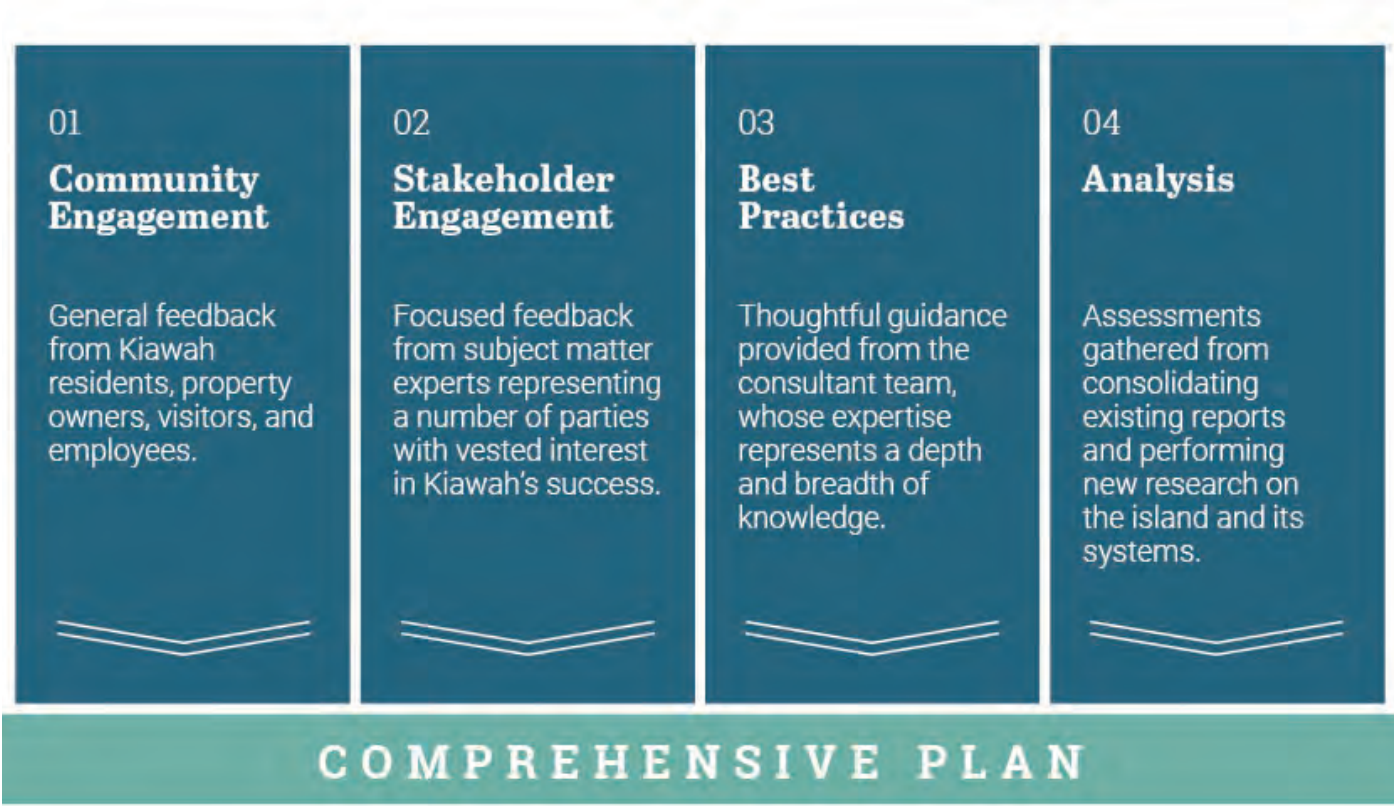 01
Community
Engagement
General feedback
from Kiawah
residents, property
owners, visitors, and
employees.
02
Stakeholder
Engagement
Focused feedback
from subject matter
experts representing
a number of parties
with vested interest
in Kiawah’s success.
03
Best
Practices
Thoughtful guidance
provided from the
consultant team,
whose expertise
represents a depth
and breadth of
knowledge.
04
Analysis
Assessments
gathered from
consolidating
existing reports
and performing
new research on
the island and its
systems.
COMPREHENSIVE PLAN